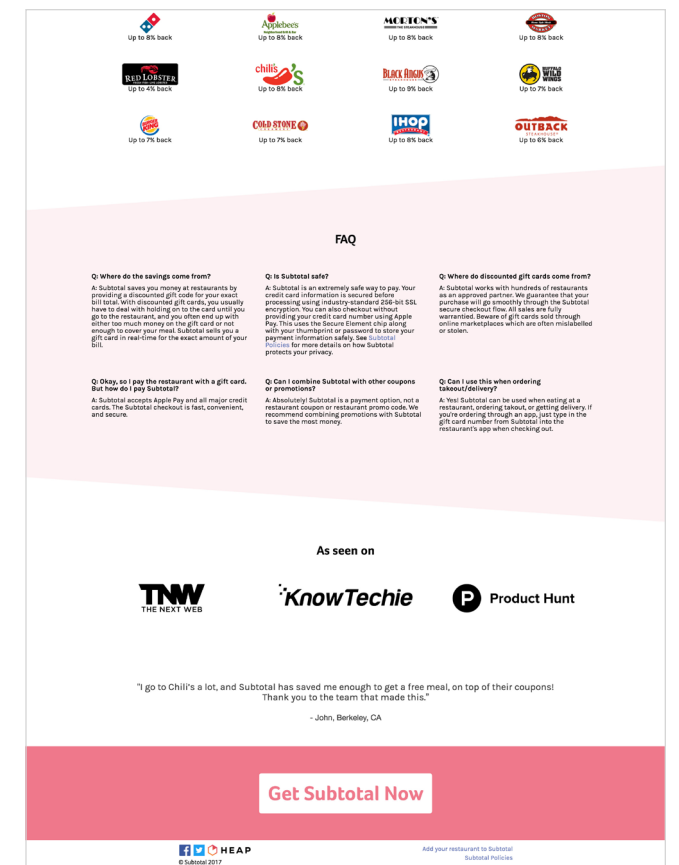 Applebee's
Neighborhood Grill & Bar
MORTON'S
THE STEAKHOUSE
Up to 8% back
Up to 8% back
Up to 8% back
Up to 8% back
RED LOBSTER
chili's
BLACK ANGUS
BUFFALO WILD WINGS
Up to 4% back
Up to 8% back
Up to 9% back
Up to 7% back
BURGER KING
COLD STONE
CREAMERY
IHOP
RESTAURANT
OUTBACK
STEAKHOUSE
Up to 7% back
Up to 7% back
Up to 8% back
Up to 6% back
FAQ
Q: Where do the savings come from?
A: Subtotal saves you money at restaurants by
providing a discounted gift code for your exact
bill total. With discounted gift cards, you usually
have to deal with holding on to the card until you
go to the restaurant, and you often end up with
either too much money on the gift card or not
enough to cover your meal. Subtotal sells you a
gift card in real-time for the exact amount of your
bill.
Q: Is Subtotal safe?
A: Subtotal is an extremely safe way to pay. Your
credit card information is secured before
processing using industry-standard 256-bit SSL
encryption. You can also checkout without
providing your credit card number using Apple
Pay. This uses the Secure Element chip along
with your thumbprint or password to store your
payment information safely. See Subtotal
Policies for more details on how Subtotal
protects your privacy.
Q: Where do discounted gift cards come from?
A: Subtotal works with hundreds of restaurants
as an approved partner. We guarantee that your
purchase will go smoothly through the Subtotal
secure checkout flow. All sales are fully
warrantied. Beware of gift cards sold through
online marketplaces which are often mislabelled
or stolen.
Q: Okay, so I pay the restaurant with a gift card.
But how do I pay Subtotal?
A: Subtotal accepts Apple Pay and all major credit
cards. The Subtotal checkout is fast, convenient,
and secure.
Q: Can I combine Subtotal with other coupons
or promotions?
A: Absolutely! Subtotal is a payment option, not a
restaurant coupon or restaurant promo code. We
recommend combining promotions with Subtotal
to save the most money.
Q: Can I use this when ordering
takeout/delivery?
A: Yes! Subtotal can be used when eating at a
restaurant, ordering takout, or getting delivery. If
you're ordering through an app, just type in the
gift card number from Subtotal into the
restaurant's app when checking out.
As seen on
TNW
THE NEXT WEB
KnowTechie
P Product Hunt
"I go to Chili's a lot, and Subtotal has saved me enough to get a free meal, on top of their coupons!
Thank you to the team that made this."
- John, Berkeley, CA
Get Subtotal Now
HEAP
© Subtotal 2017
Add your restaurant to Subtotal
Subtotal Policies